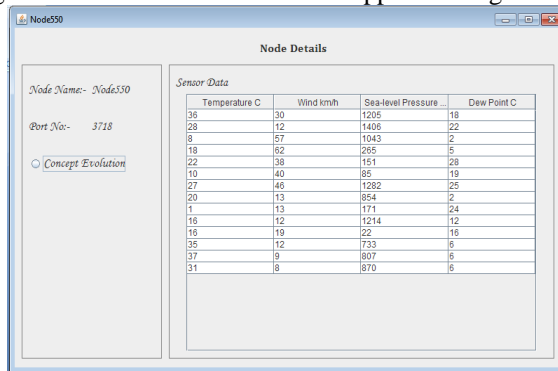 Node550
Node Details
Node Name:- Node550
Port No:- 3718
Concept Evolution
Sensor Data
Temperature C Wind km/h Sea-level Pressure ... Dew Point C
36 30 1205 18
28 12 1406 22
8 57 1043 2
18 62 265 5
22 38 151 28
10 40 85 19
27 46 1282 25
20 13 854 2
1 13 171 24
16 12 1214 12
16 19 22 16
35 12 733 6
37 9 807 6
31 8 870 6